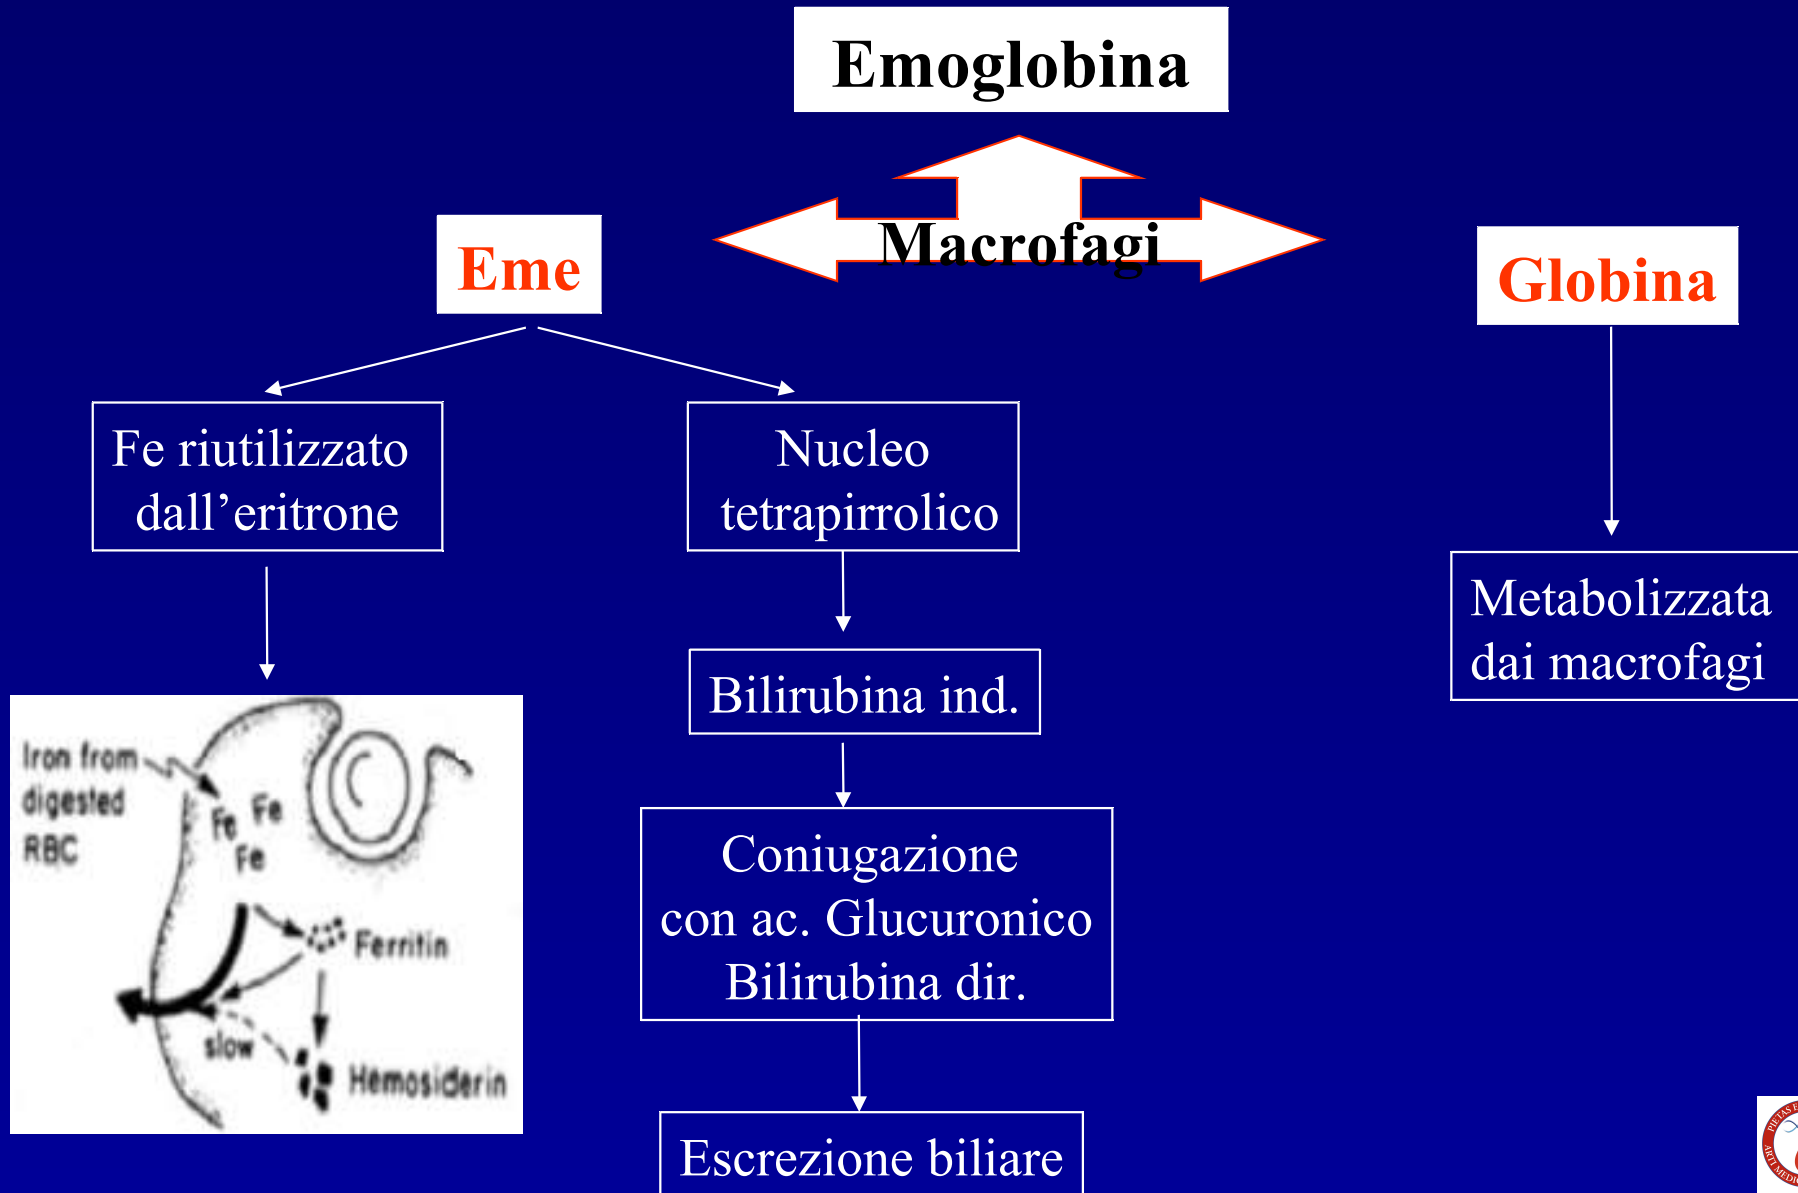 Emoglobina
Macrofagi
Eme
Globina
Fe riutilizzato
dall’eritrone
Nucleo
tetrapirrolico
Metabolizzata
dai macrofagi
Bilirubina ind.
Iron from
digested
RBC
Fe Fe
Fe
Ferritin
slow
Hemosiderin
Coniugazione
con ac. Glucuronico
Bilirubina dir.
Escrezione biliare